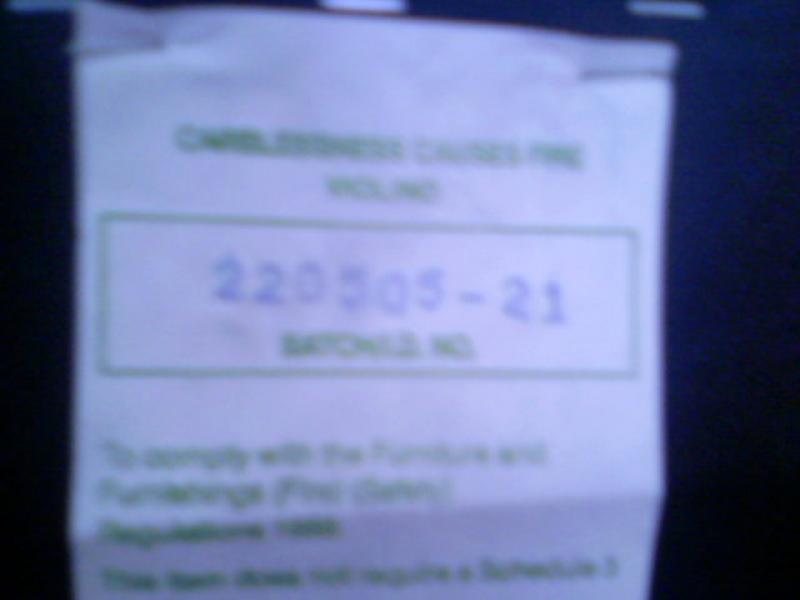 CARELESSNESS CAUSES FIRE
VIOLINO
220505-21
BATCH/I.D. NO.
To comply with the Furniture and
Furnishings (Fire) (Safety)
Regulations 1988.
This item does not require a Schedule 3